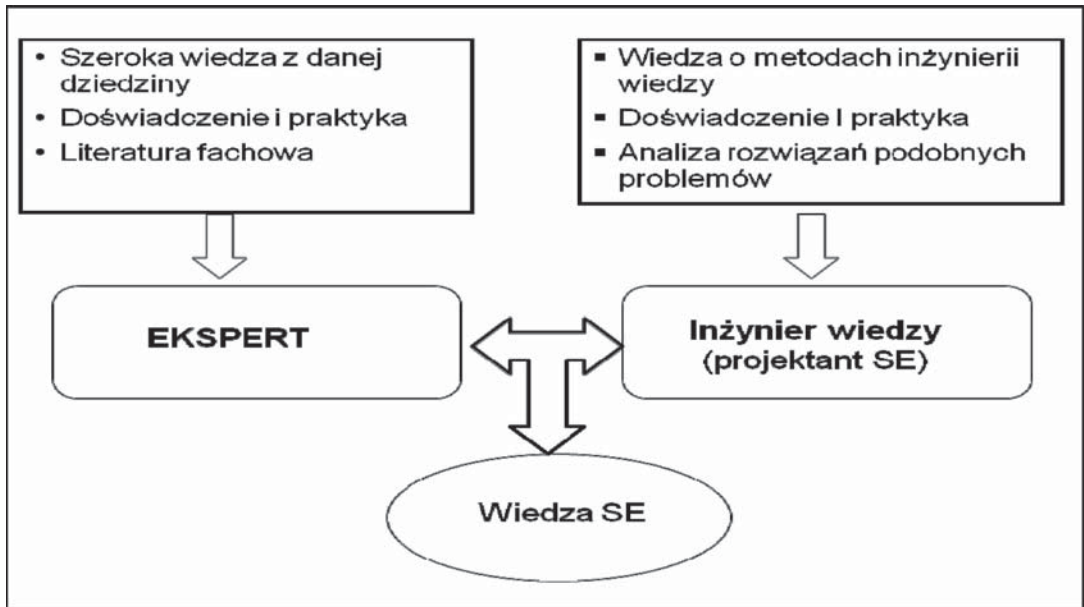 • Szeroka wiedza z danej
dziedziny
• Doświadczenie i praktyka
• Literatura fachowa
▪ Wiedza o metodach inżynierii
wiedzy
▪ Doświadczenie I praktyka
▪ Analiza rozwiązań podobnych
problemów
EKSPERT
Inżynier wiedzy
(projektant SE)
Wiedza SE